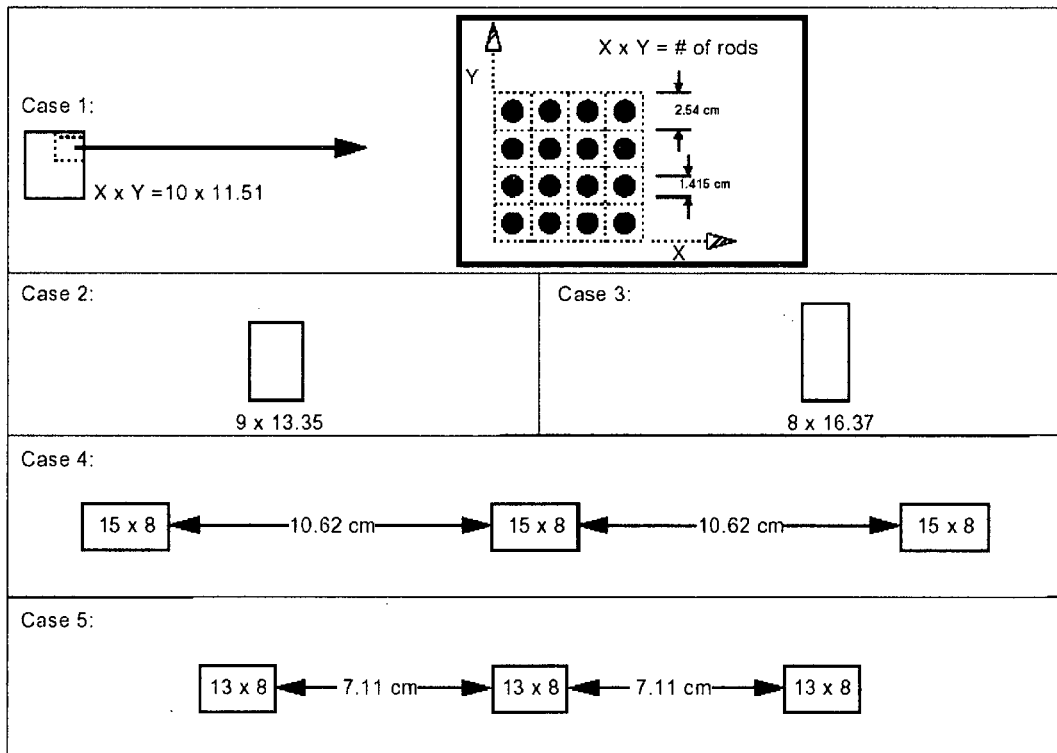 X x Y = # of rods
Y
Case 1:
2.54 cm
1.415 cm
X x Y =10 x 11.51
X
Case 2:
Case 3:
9 x 13.35
8 x 16.37
Case 4:
15 x 8
10.62 cm
15 x 8
10.62 cm
15 x 8
Case 5:
13 x 8
7.11 cm
13 x 8
7.11 cm
13 x 8